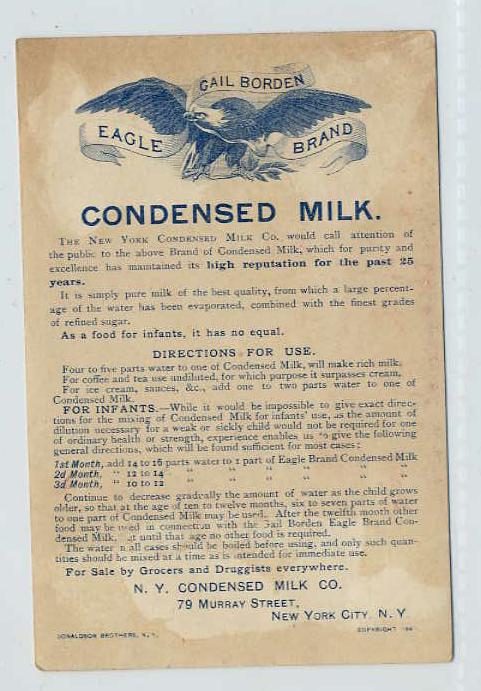 GAIL BORDEN
EAGLE BRAND
CONDENSED MILK.
THE NEW YORK CONDENSED MILK CO. would call attention of
the public to the above Brand of Condensed Milk, which for purity and
excellence has maintained its high reputation for the past 25
years.
It is simply pure milk of the best quality, from which a large percent-
age of the water has been evaporated, combined with the finest grades
of refined sugar.
As a food for infants, it has no equal.
DIRECTIONS FOR USE.
Four to five parts water to one of Condensed Milk, will make rich milk.
For coffee and tea use undiluted, for which purpose it surpasses cream.
For ice cream, sauces, &c., add one to two parts water to one of
Condensed Milk.
FOR INFANTS.—While it would be impossible to give exact direc-
tions for the mixing of Condensed Milk for infants' use, as the amount of
dilution necessary for a weak or sickly child would not be required for one
of ordinary health or strength, experience enables us to give the following
general directions, which will be found sufficient for most cases:
1st Month, add 14 to 16 parts water to 1 part of Eagle Brand Condensed Milk
2d Month, " 12 to 14 " " " " "
3d Month, " 10 to 12 " " " " "
Continue to decrease gradually the amount of water as the child grows
older, so that at the age of ten to twelve months, six to seven parts of water
to one part of Condensed Milk may be used. After the twelfth month other
food may be used in connection with the Gail Borden Eagle Brand Con-
densed Milk, but until that age no other food is required.
The water in all cases should be boiled before using, and only such quan-
tities should be mixed at a time as is intended for immediate use.
For Sale by Grocers and Druggists everywhere.
N. Y. CONDENSED MILK CO.
79 MURRAY STREET,
NEW YORK CITY. N. Y.
DONALDSON BROTHERS, N.Y.
COPYRIGHT